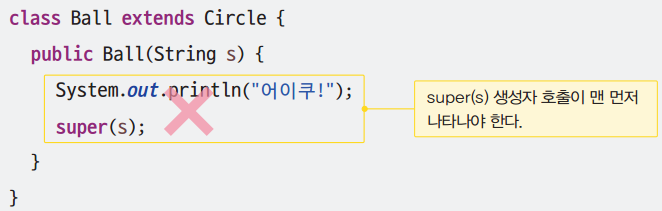 class Ball extends Circle {
public Ball(String s) {
System.out.println("어이쿠!");
super(s);
}
}
super(s) 생성자 호출이 맨 먼저
나타나야 한다.